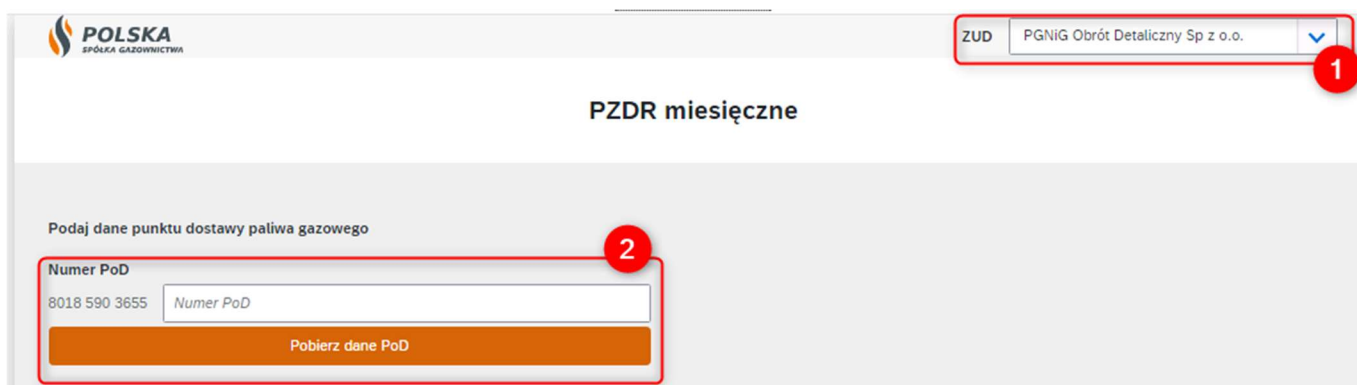 POLSKA
SPÓŁKA GAZOWNICTWA
ZUD PGNiG Obrót Detaliczny Sp z o.o.
1
PZDR miesięczne
Podaj dane punktu dostawy paliwa gazowego
2
Numer PoD
8018 590 3655 Numer PoD
Pobierz dane PoD